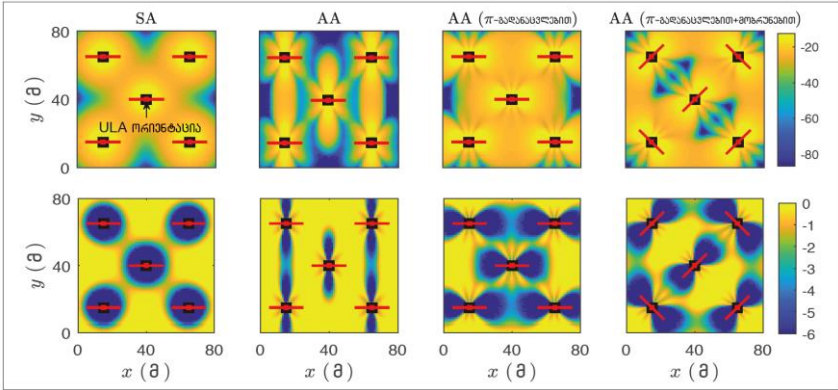 SA AA AA (π-გადანაცვლებით) AA (π-გადანაცვლებით+მობრუნებით)
80
y (მ)
40
0
ULA ორიენტაცია
-20
-40
-60
-80
80
y (მ)
40
0
0 40 80 0 40 80 0 40 80 0 40 80
x (მ) x (მ) x (მ) x (მ)
0
-1
-2
-3
-4
-5
-6